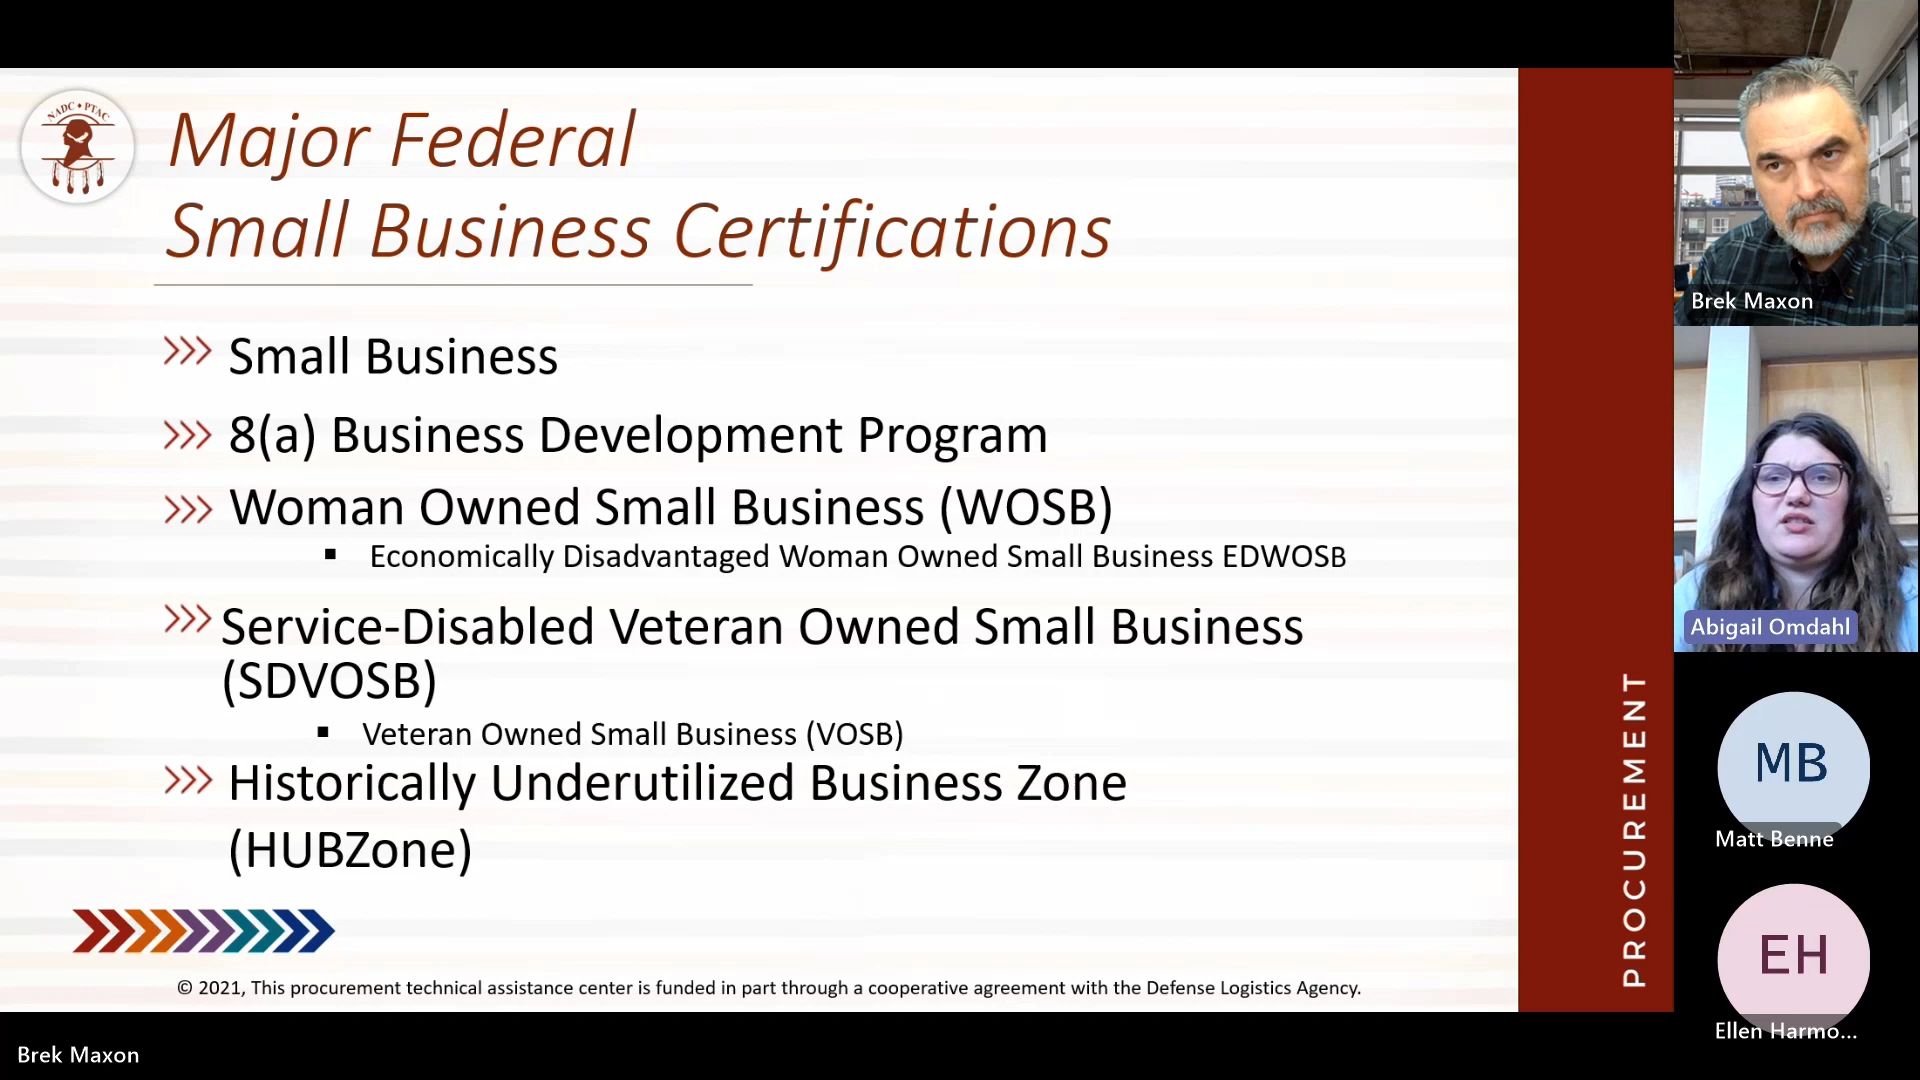 NADC ♦ PTAC
Major Federal
Small Business Certifications
Small Business
8(a) Business Development Program
Woman Owned Small Business (WOSB)
Economically Disadvantaged Woman Owned Small Business EDWOSB
Service-Disabled Veteran Owned Small Business
(SDVOSB)
Veteran Owned Small Business (VOSB)
Historically Underutilized Business Zone
(HUBZone)
© 2021, This procurement technical assistance center is funded in part through a cooperative agreement with the Defense Logistics Agency.
PROCUREMENT
Brek Maxon
Brek Maxon
Abigail Omdahl
MB
Matt Benne
EH
Ellen Harmo...